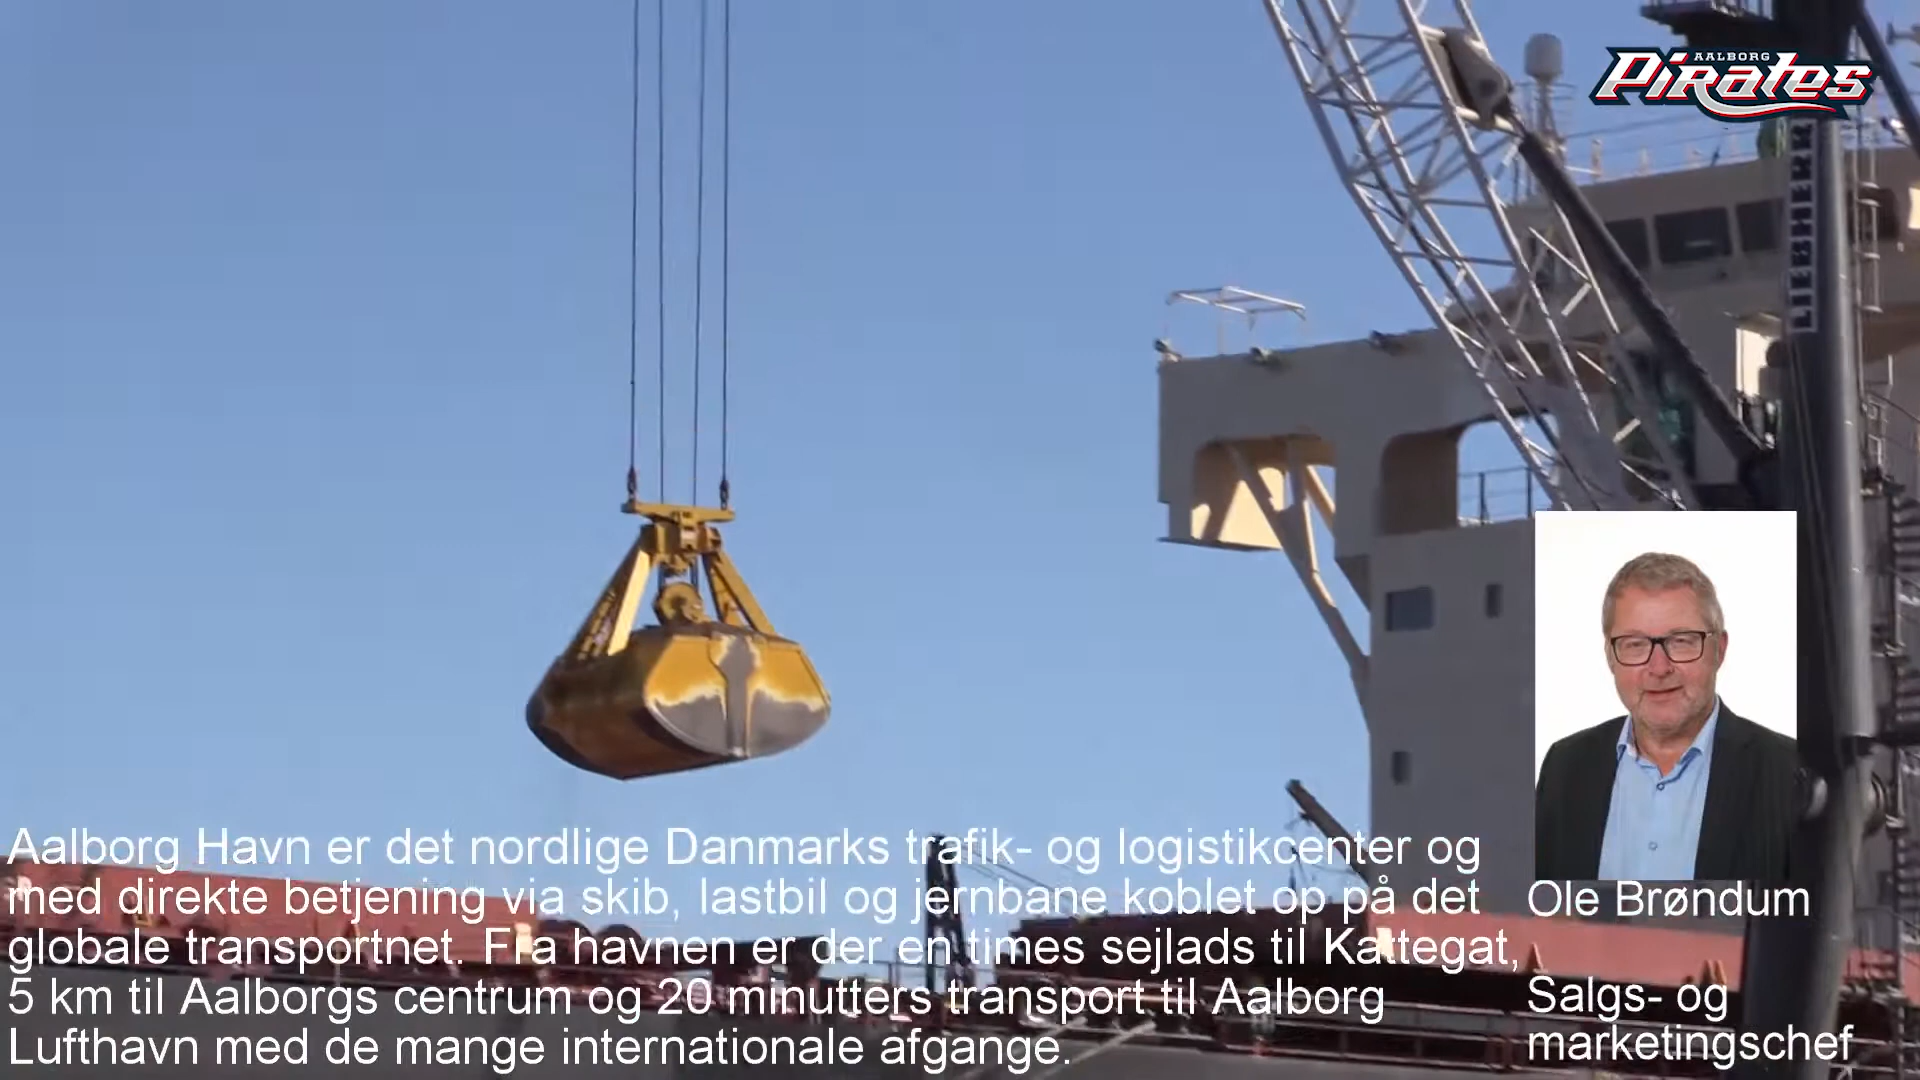 AALBORG
Pirates
LIEBHERR
Aalborg Havn er det nordlige Danmarks trafik- og logistikcenter og
med direkte betjening via skib, lastbil og jernbane koblet op på det
globale transportnet. Fra havnen er der en times sejlads til Kattegat,
5 km til Aalborgs centrum og 20 minutters transport til Aalborg
Lufthavn med de mange internationale afgange.
Ole Brøndum
Salgs- og
marketingschef